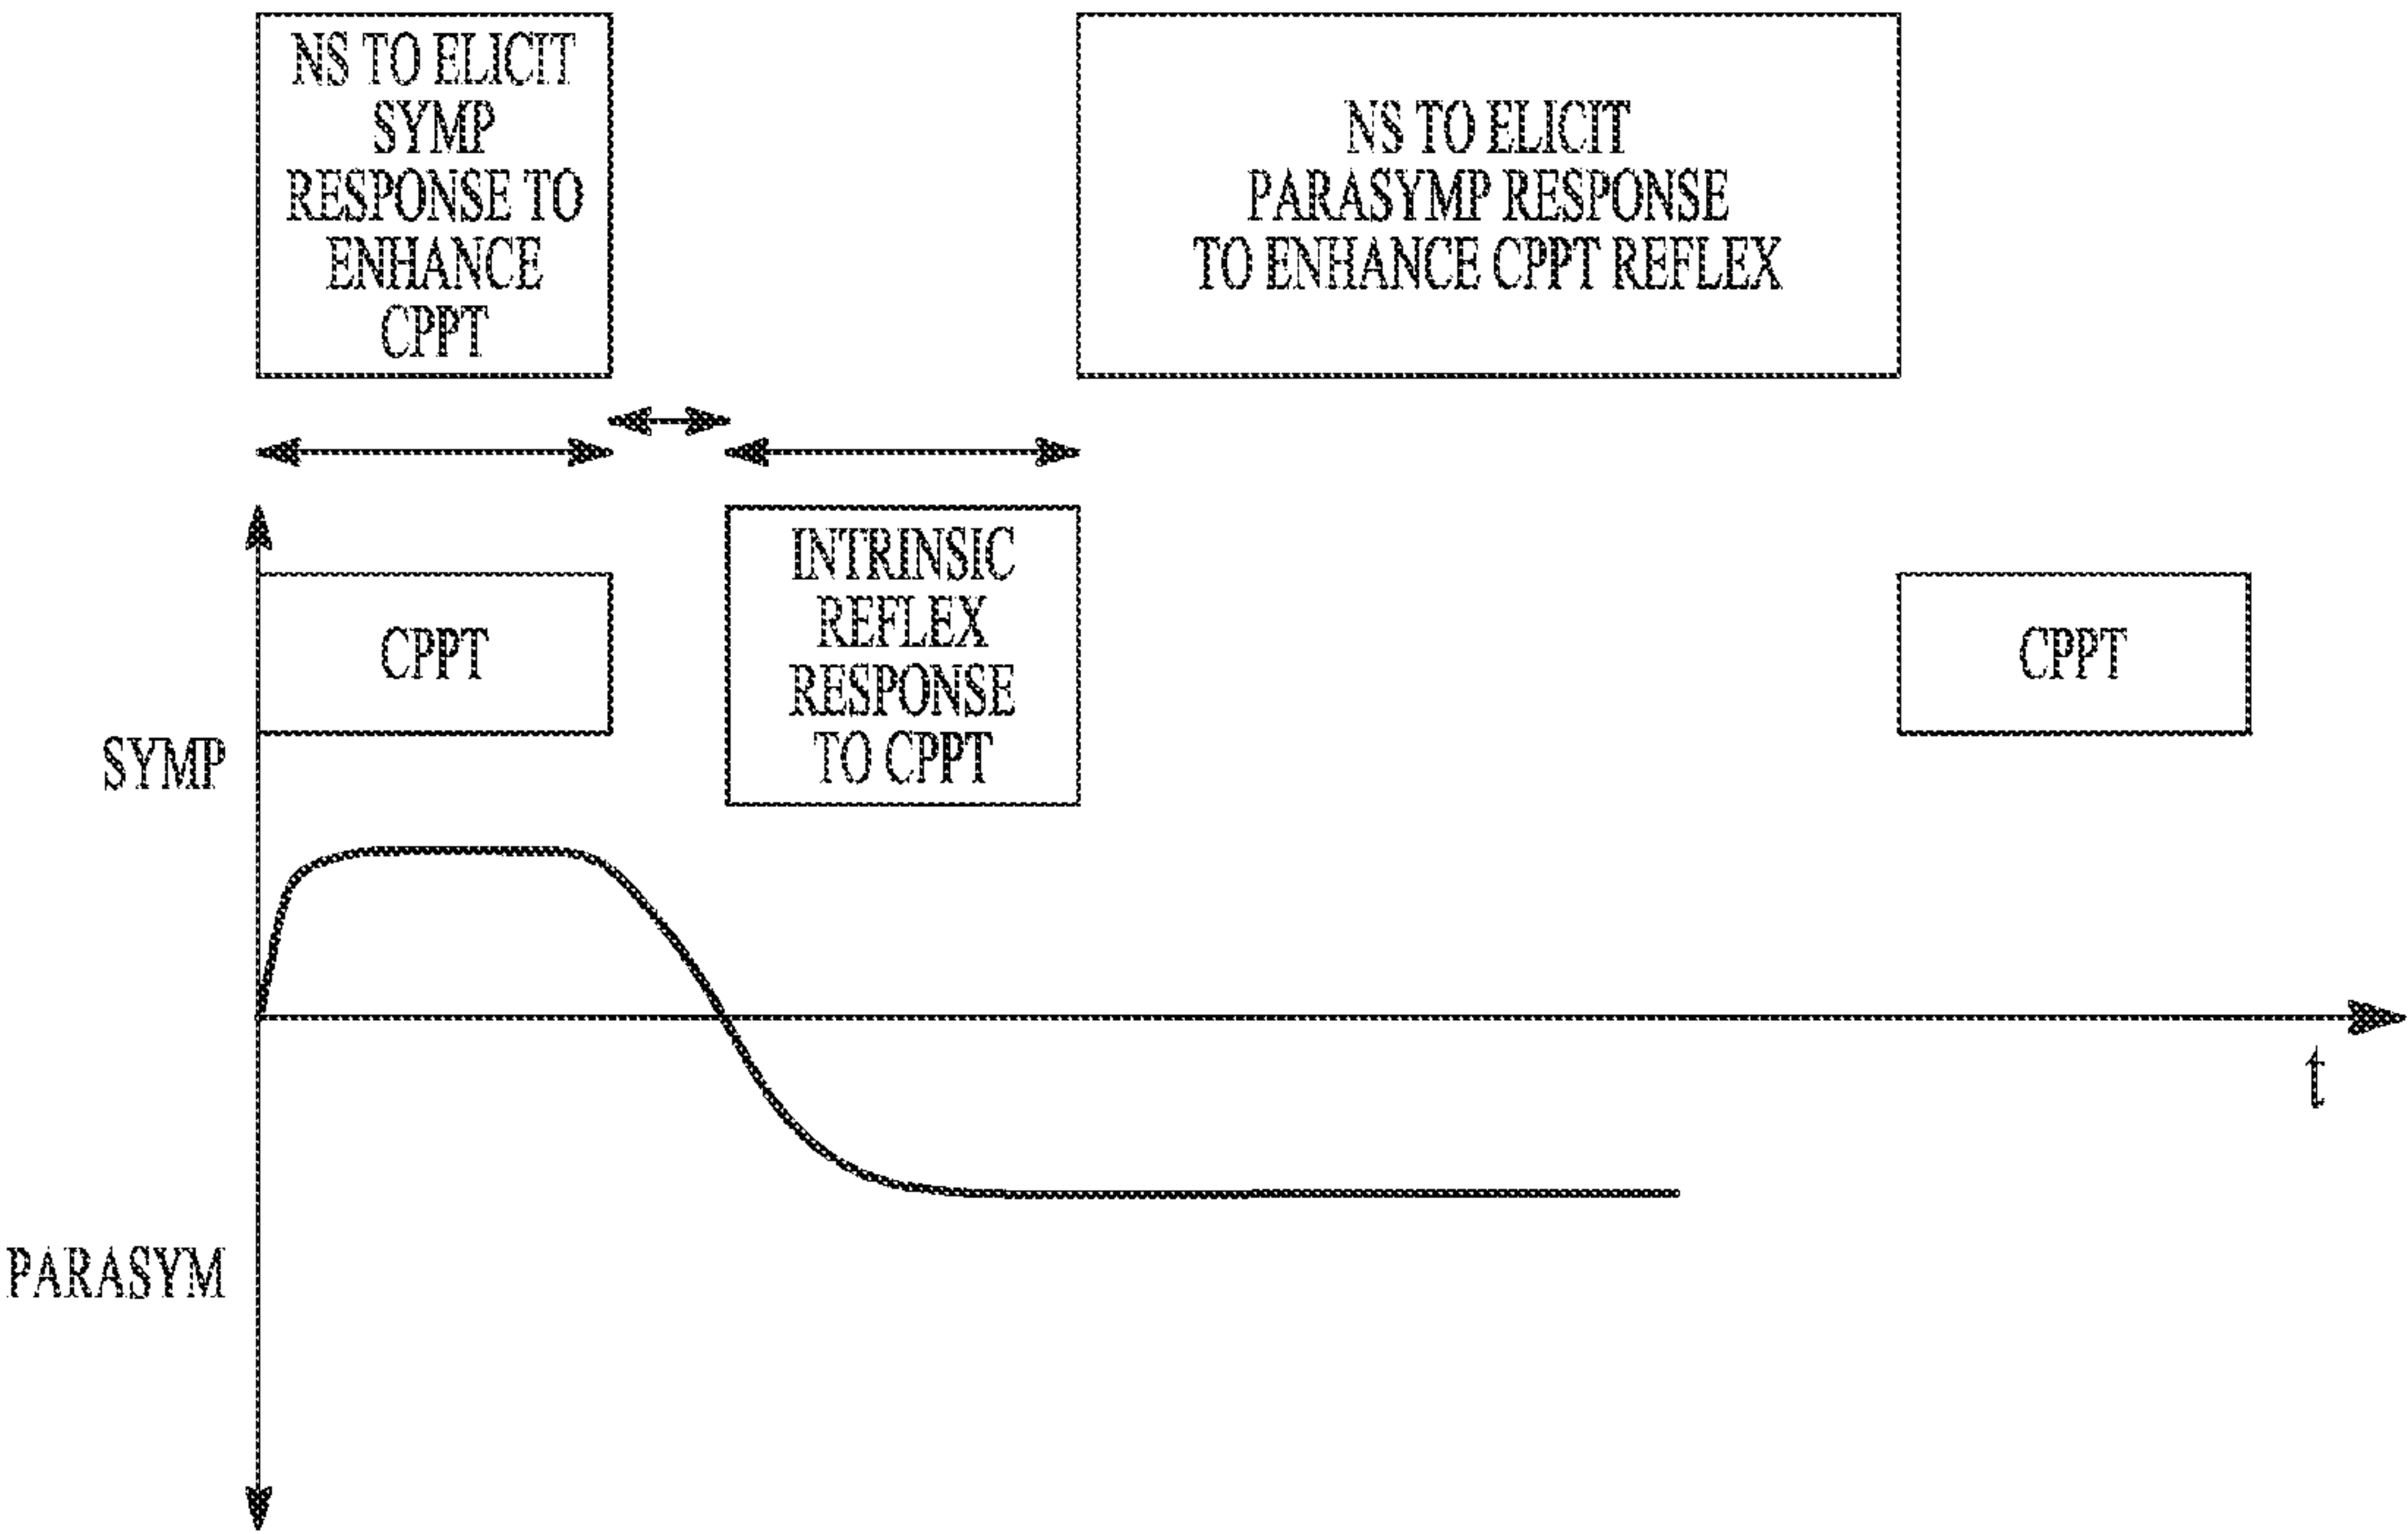 NS TO ELICIT
SYMP
RESPONSE TO
ENHANCE
CPPT
NS TO ELICIT
PARASYMP RESPONSE
TO ENHANCE CPPT REFLEX
CPPT
INTRINSIC
REFLEX
RESPONSE
TO CPPT
CPPT
SYMP
t
PARASYM